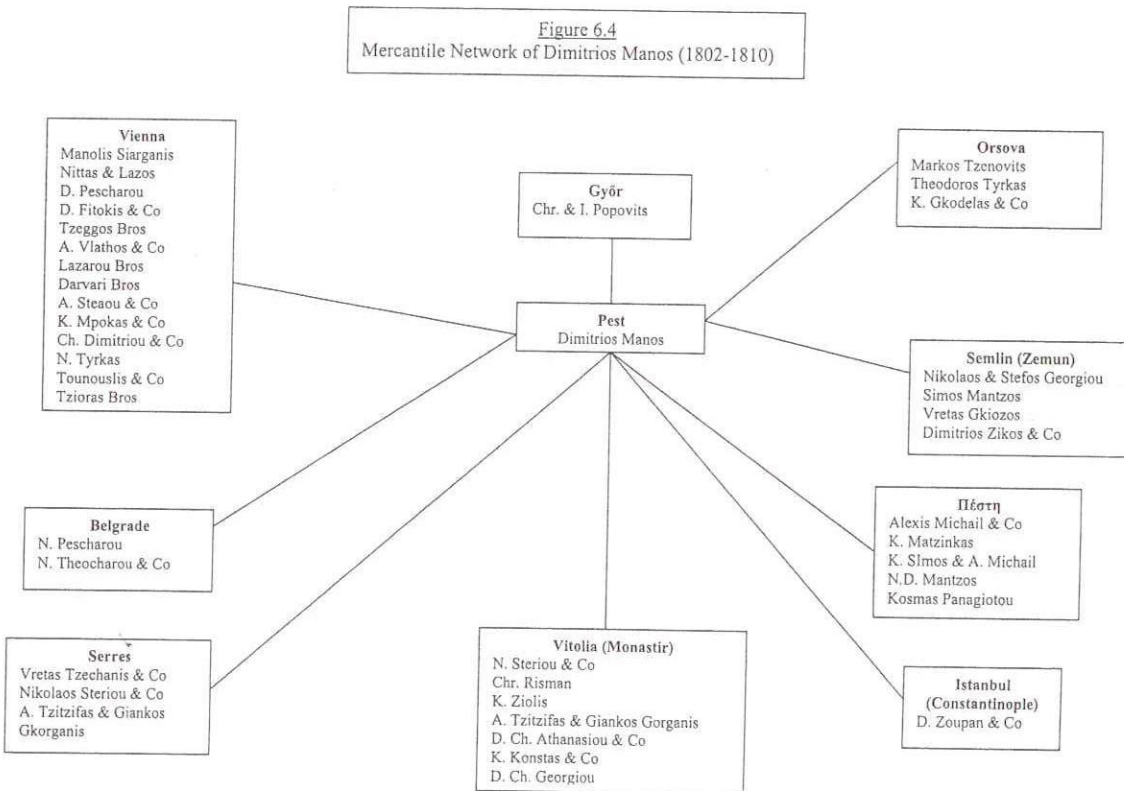 Figure 6.4
Mercantile Network of Dimitrios Manos (1802-1810)
Vienna
Manolis Siarganis
Nittas & Lazos
D. Pescharou
D. Fitokis & Co
Tzeggos Bros
A. Vlathos & Co
Lazarou Bros
Darvari Bros
A. Steaou & Co
K. Mpokas & Co
Ch. Dimitriou & Co
N. Tyrkas
Tounouslis & Co
Tzioras Bros
Győr
Chr. & I. Popovits
Orsova
Markos Tzenovits
Theodoros Tyrkas
K. Gkodelas & Co
Pest
Dimitrios Manos
Semlin (Zemun)
Nikolaos & Stefos Georgiou
Simos Mantzos
Vretas Gkiozos
Dimitrios Zikos & Co
Belgrade
N. Pescharou
N. Theocharou & Co
Πέστη
Alexis Michail & Co
K. Matzinkas
K. SImos & A. Michail
N.D. Mantzos
Kosmas Panagiotou
Serres
Vretas Tzechanis & Co
Nikolaos Steriou & Co
A. Tzitzifas & Giankos
Gkorganis
Vitolia (Monastir)
N. Steriou & Co
Chr. Risman
K. Ziolis
A. Tzitzifas & Giankos Gorganis
D. Ch. Athanasiou & Co
K. Konstas & Co
D. Ch. Georgiou
Istanbul
(Constantinople)
D. Zoupan & Co